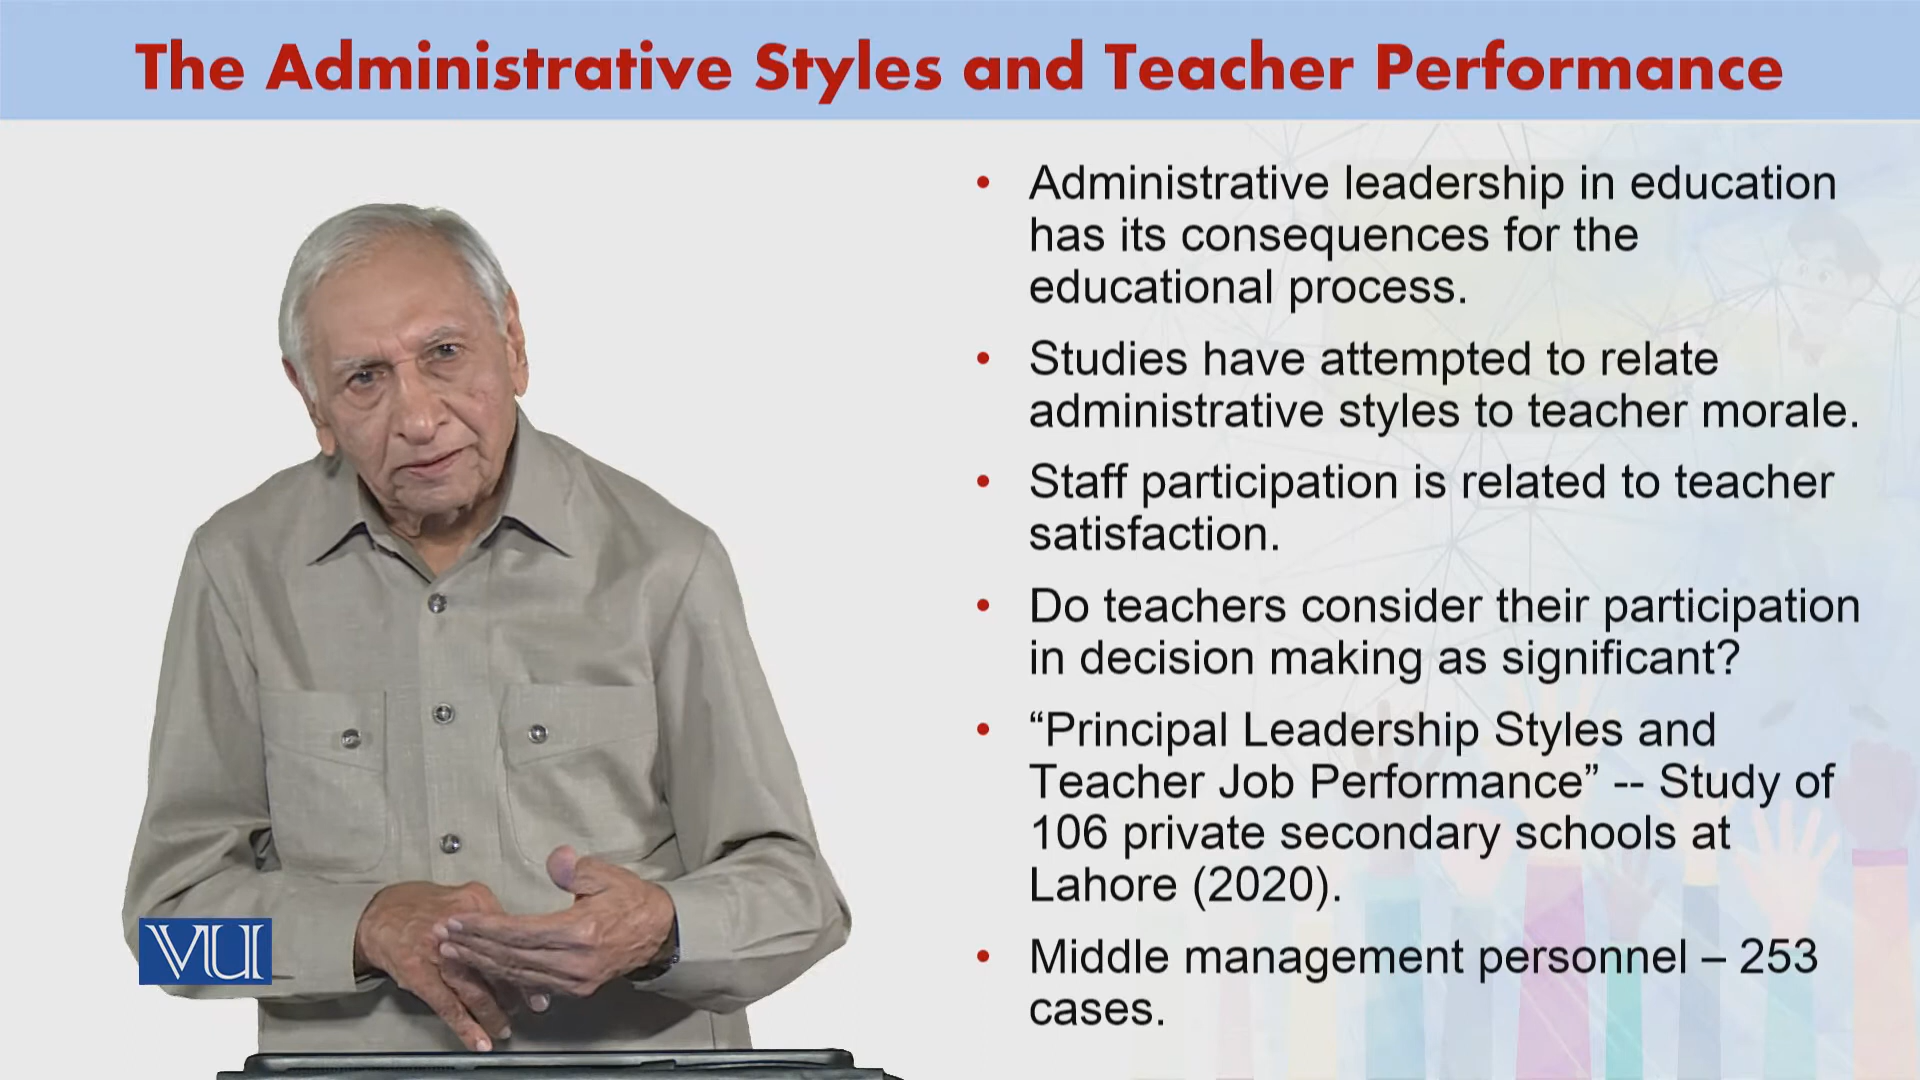 The Administrative Styles and Teacher Performance
• Administrative leadership in education
has its consequences for the
educational process.
• Studies have attempted to relate
administrative styles to teacher morale.
• Staff participation is related to teacher
satisfaction.
• Do teachers consider their participation
in decision making as significant?
• “Principal Leadership Styles and
Teacher Job Performance” -- Study of
106 private secondary schools at
Lahore (2020).
• Middle management personnel – 253
cases.
VU